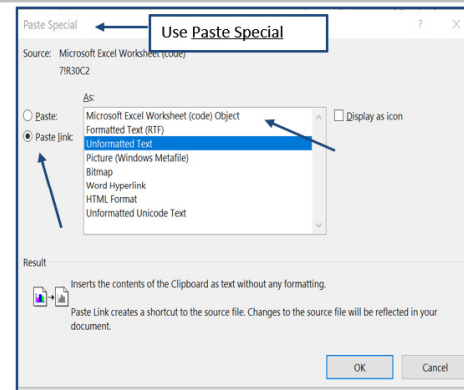 Paste Special
Use Paste Special
? X
Source: Microsoft Excel Worksheet (code)
7!R30C2
As:
Paste:
Paste link:
Microsoft Excel Worksheet (code) Object
Formatted Text (RTF)
Unformatted Text
Picture (Windows Metafile)
Bitmap
Word Hyperlink
HTML Format
Unformatted Unicode Text
Display as icon
Result
Inserts the contents of the Clipboard as text without any formatting.
Paste Link creates a shortcut to the source file. Changes to the source file will be reflected in your
document.
OK Cancel